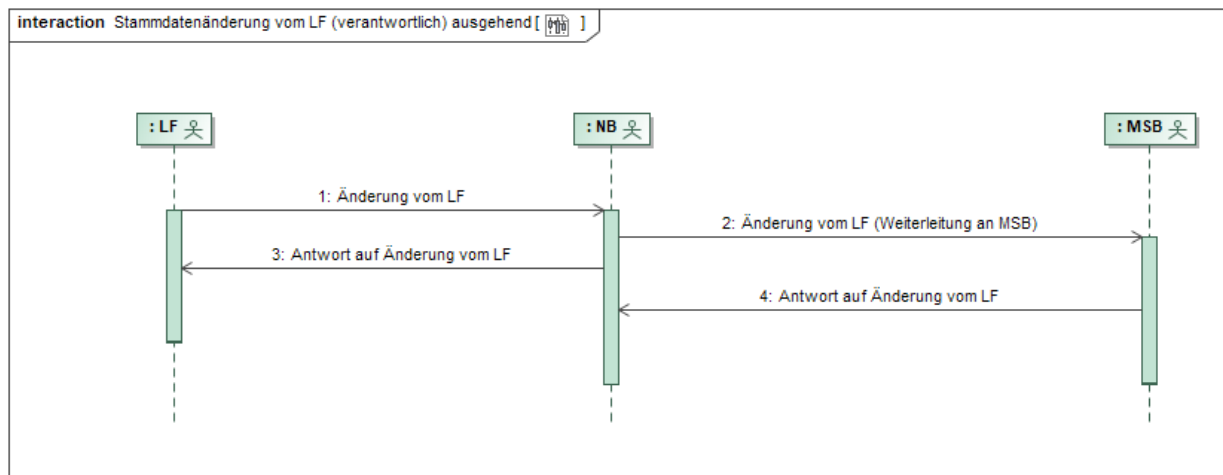 interaction Stammdatenänderung vom LF (verantwortlich) ausgehend [ ]
: LF
: NB
: MSB
1: Änderung vom LF
2: Änderung vom LF (Weiterleitung an MSB)
3: Antwort auf Änderung vom LF
4: Antwort auf Änderung vom LF